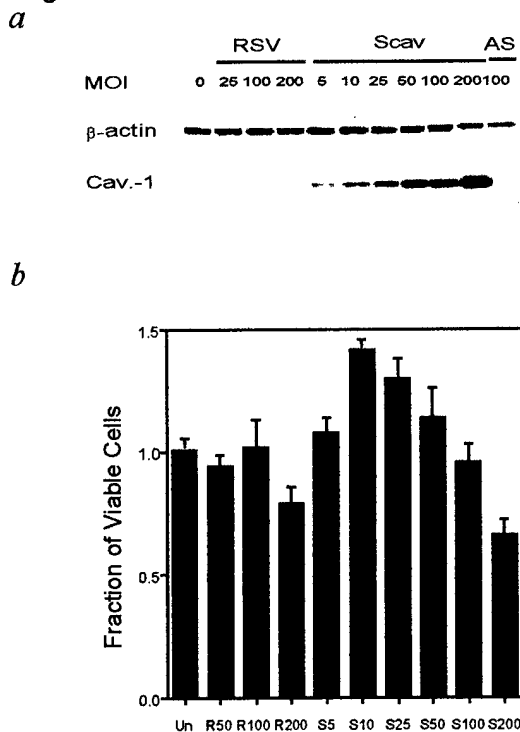 a
RSV Scav AS
MOI 0 25 100 200 5 10 25 50 100 200 100
β-actin
Cav.-1
b
Fraction of Viable Cells
1.5
1.0
0.5
0.0
Un R50 R100 R200 S5 S10 S25 S50 S100 S200